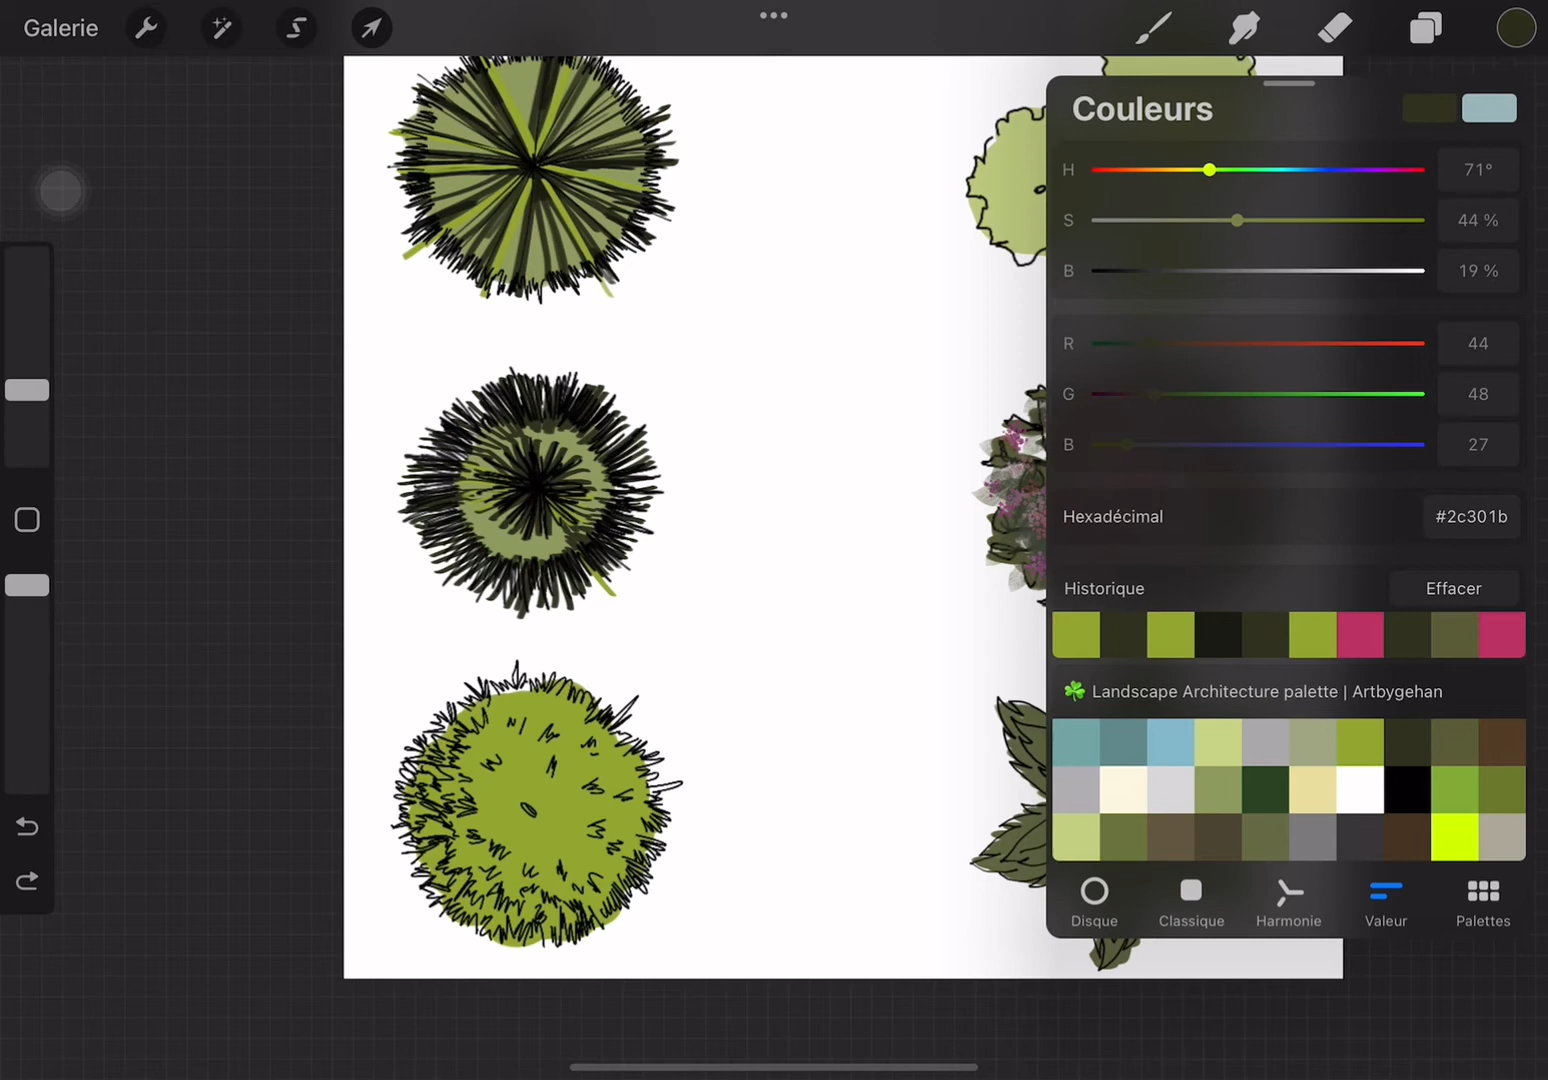 Galerie
Couleurs
H 71°
S 44 %
B 19 %
R 44
G 48
B 27
Hexadécimal #2c301b
Historique Effacer
☘️ Landscape Architecture palette | Artbygehan
Disque Classique Harmonie Valeur Palettes